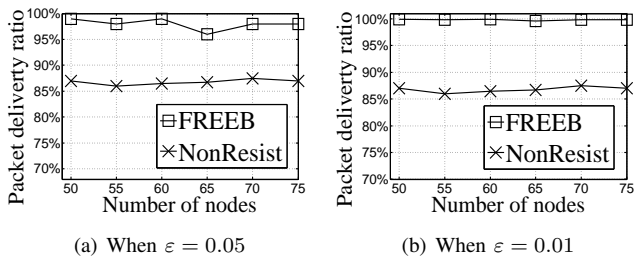 Packet deliverty ratio
100%
95%
90%
85%
80%
75%
70%
FREEB
NonResist
50 55 60 65 70 75
Number of nodes
(a) When ε = 0.05
Packet deliverty ratio
100%
95%
90%
85%
80%
75%
70%
FREEB
NonResist
50 55 60 65 70 75
Number of nodes
(b) When ε = 0.01